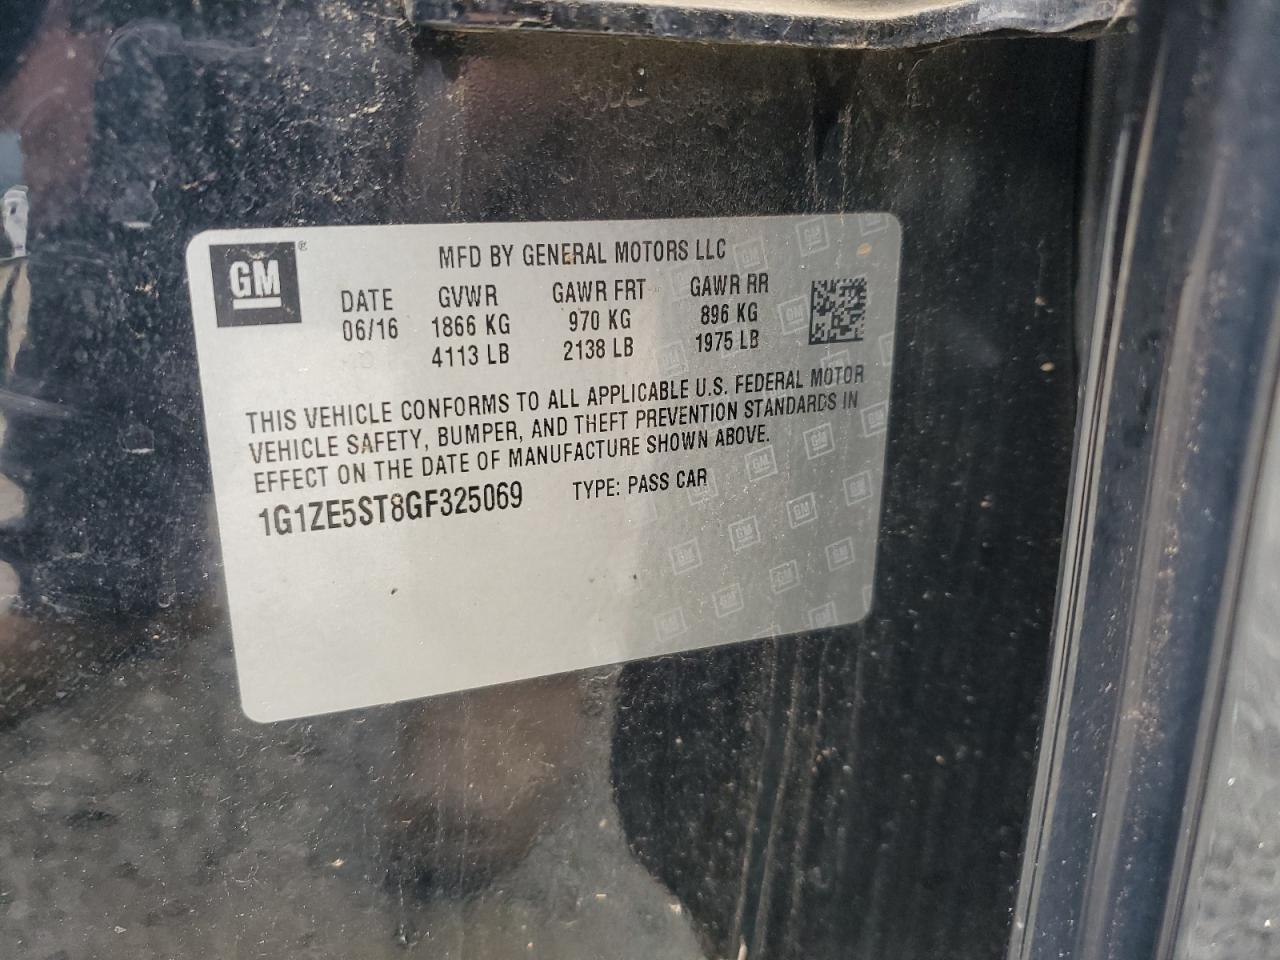 GM ®
MFD BY GENERAL MOTORS LLC
DATE GVWR GAWR FRT GAWR RR
06/16 1866 KG 970 KG 896 KG
4113 LB 2138 LB 1975 LB
THIS VEHICLE CONFORMS TO ALL APPLICABLE U.S. FEDERAL MOTOR
VEHICLE SAFETY, BUMPER, AND THEFT PREVENTION STANDARDS IN
EFFECT ON THE DATE OF MANUFACTURE SHOWN ABOVE.
1G1ZE5ST8GF325069 TYPE: PASS CAR